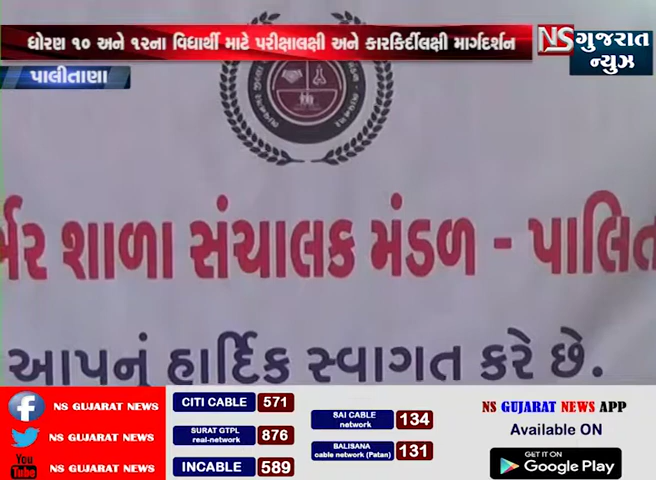 ધોરણ ૧૦ અને ૧૨ના વિધાર્થી માટે પરીક્ષાલક્ષી અને કારકિર્દીલક્ષી માર્ગદર્શન
NS ગુજરાત
ન્યુઝ
પાલીતાણા
ર શાળા સંચાલક મંડળ - પાલિત
આપનું હાર્દિક સ્વાગત કરે છે.
NS GUJARAT NEWS
NS GUJARAT NEWS
You Tube NS GUJARAT NEWS
CITI CABLE 571
SURAT GTPL real-network 876
INCABLE 589
SAI CABLE network 134
BALISANA cable network (Patan) 131
NS GUJARAT NEWS APP
Available ON
GET IT ON
Google Play